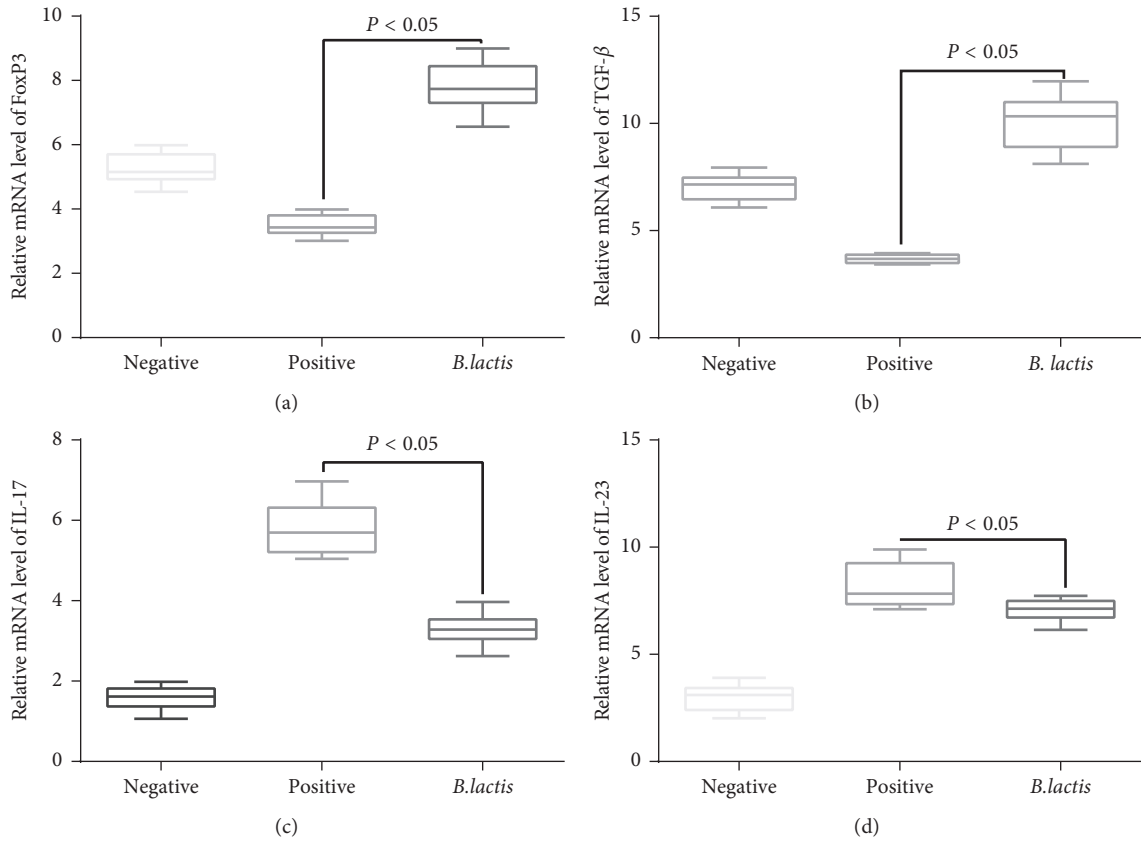 Relative mRNA level of FoxP3
10
8
6
4
2
0
P < 0.05
Negative
Positive
B.lactis
(a)
Relative mRNA level of TGF-β
15
10
5
0
P < 0.05
Negative
Positive
B. lactis
(b)
Relative mRNA level of IL-17
8
6
4
2
0
P < 0.05
Negative
Positive
B.lactis
(c)
Relative mRNA level of IL-23
15
10
5
0
P < 0.05
Negative
Positive
B.lactis
(d)